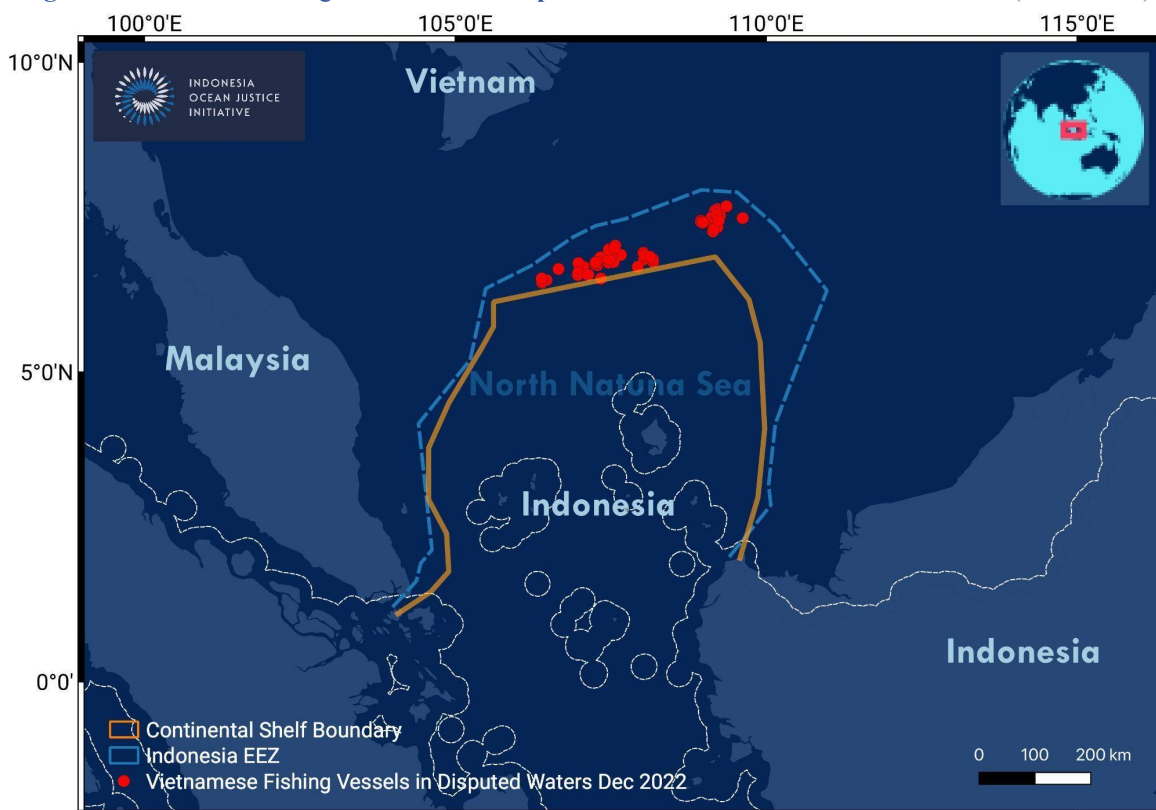 100°0'E 105°0'E 110°0'E 115°0'E
10°0'N
INDONESIA
OCEAN JUSTICE
INITIATIVE
Vietnam
Malaysia
5°0'N
North Natuna Sea
Indonesia
Indonesia
0°0'
Continental Shelf Boundary
Indonesia EEZ
Vietnamese Fishing Vessels in Disputed Waters Dec 2022
0 100 200 km